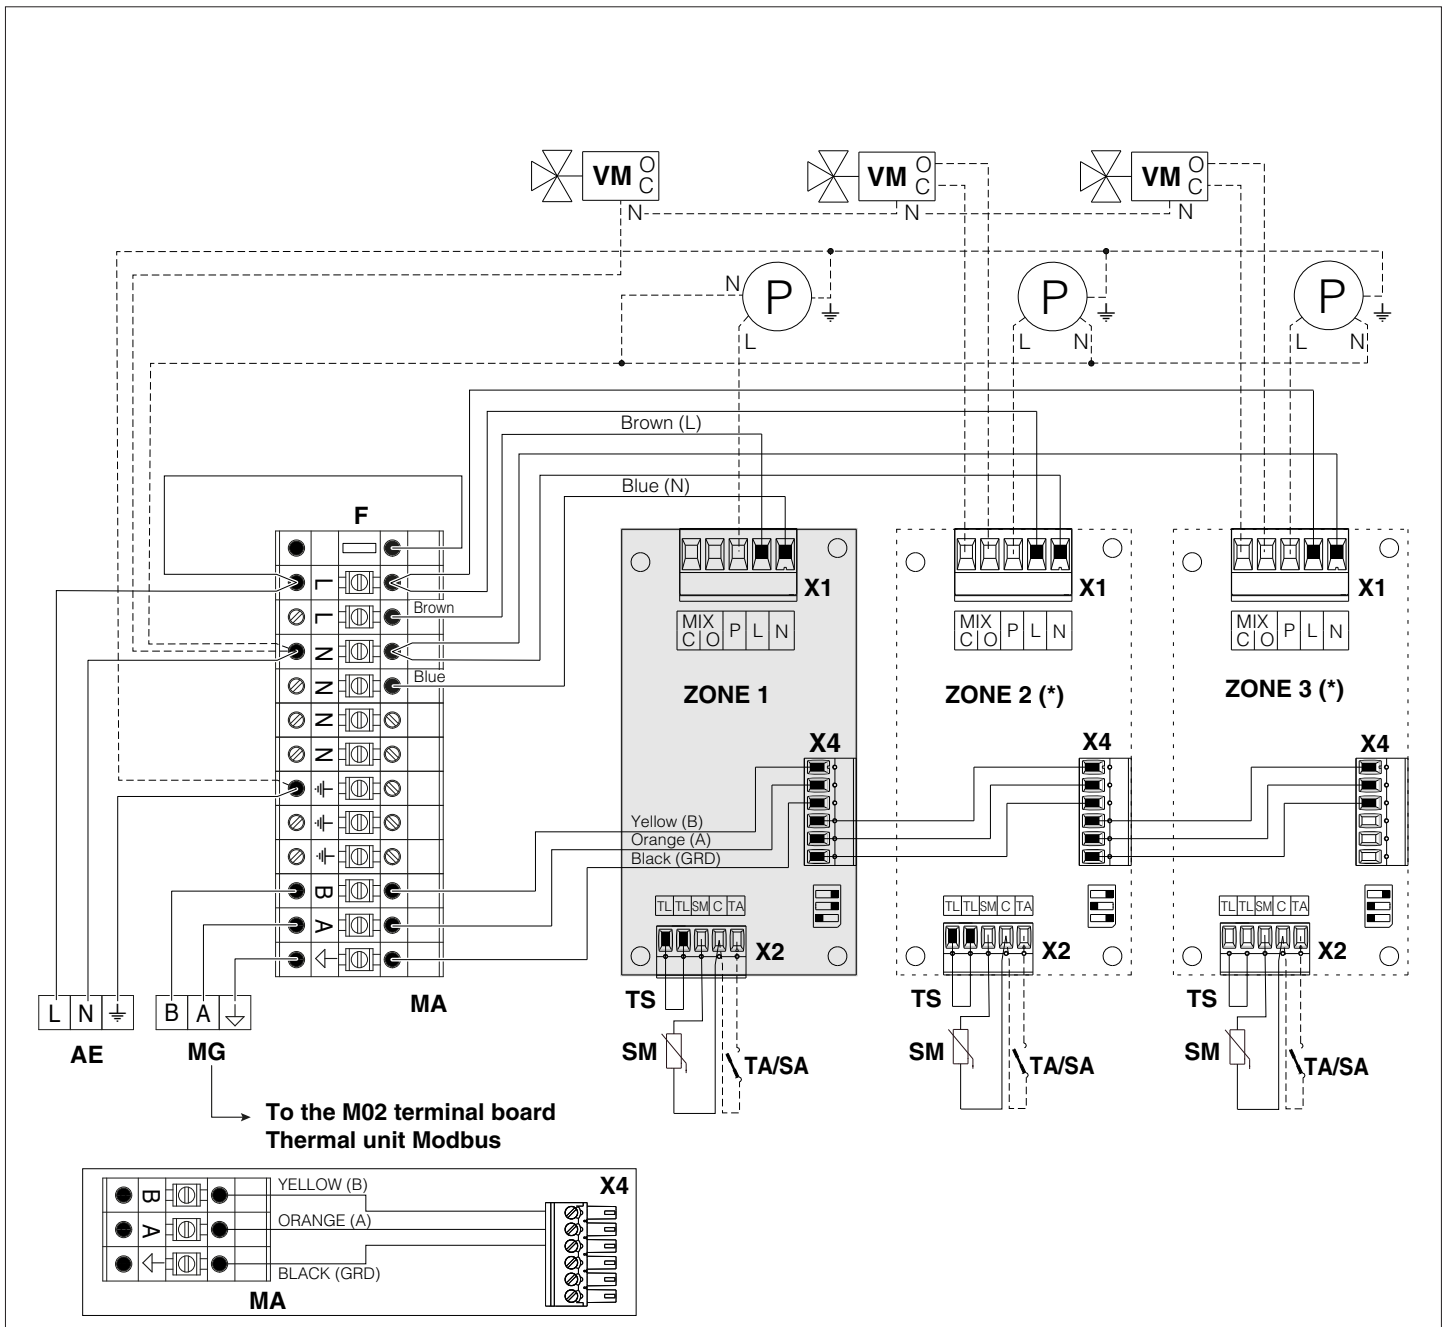 VM O C
VM O C
VM O C
N
N
N
N
P
P
P
L
L N
L N
Brown (L)
Blue (N)
F
L
L
N
N
N
N
B
A
Brown
Blue
MA
X1
X1
X1
MIX
C O P L N
MIX
C O P L N
MIX
C O P L N
ZONE 1
ZONE 2 (*)
ZONE 3 (*)
X4
X4
X4
Yellow (B)
Orange (A)
Black (GRD)
TL TL SM C TA
TL TL SM C TA
TL TL SM C TA
X2
X2
X2
TS
TS
TS
SM
SM
SM
TA/SA
TA/SA
TA/SA
L N
AE
B A
MG
To the M02 terminal board
Thermal unit Modbus
B
A
YELLOW (B)
ORANGE (A)
BLACK (GRD)
X4
MA